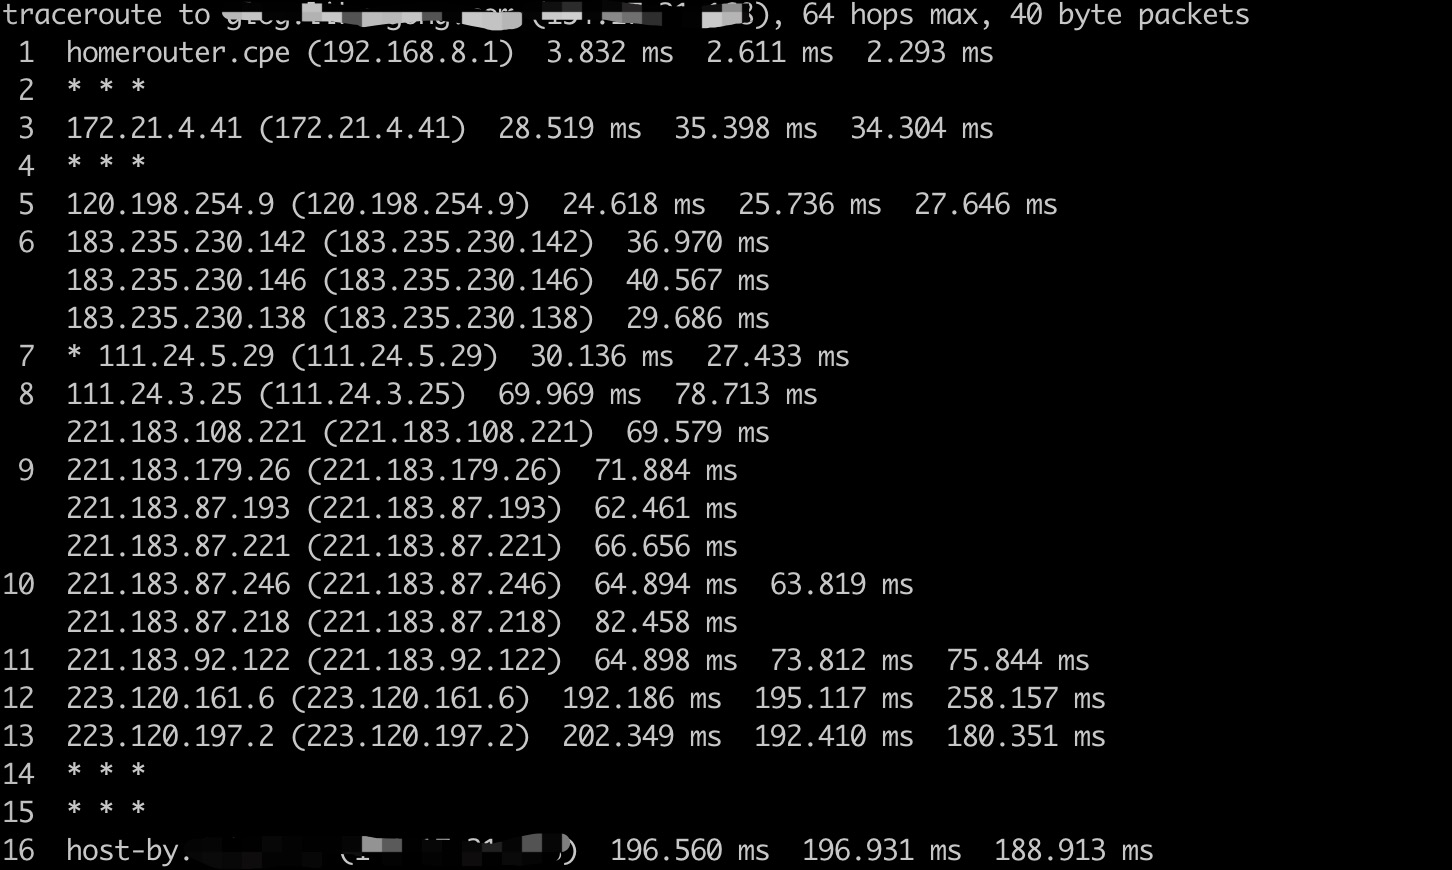 traceroute to 64 hops max, 40 byte packets
1 homerouter.cpe (192.168.8.1) 3.832 ms 2.611 ms 2.293 ms
2 * * *
3 172.21.4.41 (172.21.4.41) 28.519 ms 35.398 ms 34.304 ms
4 * * *
5 120.198.254.9 (120.198.254.9) 24.618 ms 25.736 ms 27.646 ms
6 183.235.230.142 (183.235.230.142) 36.970 ms
183.235.230.146 (183.235.230.146) 40.567 ms
183.235.230.138 (183.235.230.138) 29.686 ms
7 * 111.24.5.29 (111.24.5.29) 30.136 ms 27.433 ms
8 111.24.3.25 (111.24.3.25) 69.969 ms 78.713 ms
221.183.108.221 (221.183.108.221) 69.579 ms
9 221.183.179.26 (221.183.179.26) 71.884 ms
221.183.87.193 (221.183.87.193) 62.461 ms
221.183.87.221 (221.183.87.221) 66.656 ms
10 221.183.87.246 (221.183.87.246) 64.894 ms 63.819 ms
221.183.87.218 (221.183.87.218) 82.458 ms
11 221.183.92.122 (221.183.92.122) 64.898 ms 73.812 ms 75.844 ms
12 223.120.161.6 (223.120.161.6) 192.186 ms 195.117 ms 258.157 ms
13 223.120.197.2 (223.120.197.2) 202.349 ms 192.410 ms 180.351 ms
14 * * *
15 * * *
16 host-by. 196.560 ms 196.931 ms 188.913 ms